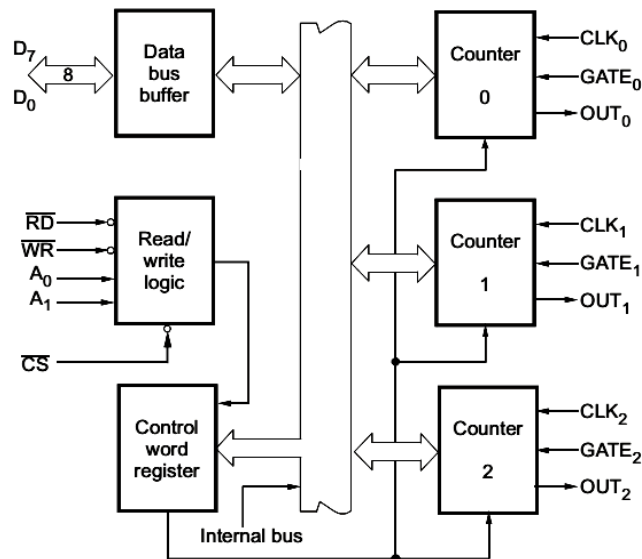 D7
8
D0
Data
bus
buffer
Counter
0
CLK0
GATE0
OUT0
RD
WR
A0
A1
CS
Read/
write
logic
Counter
1
CLK1
GATE1
OUT1
Control
word
register
Internal bus
Counter
2
CLK2
GATE2
OUT2